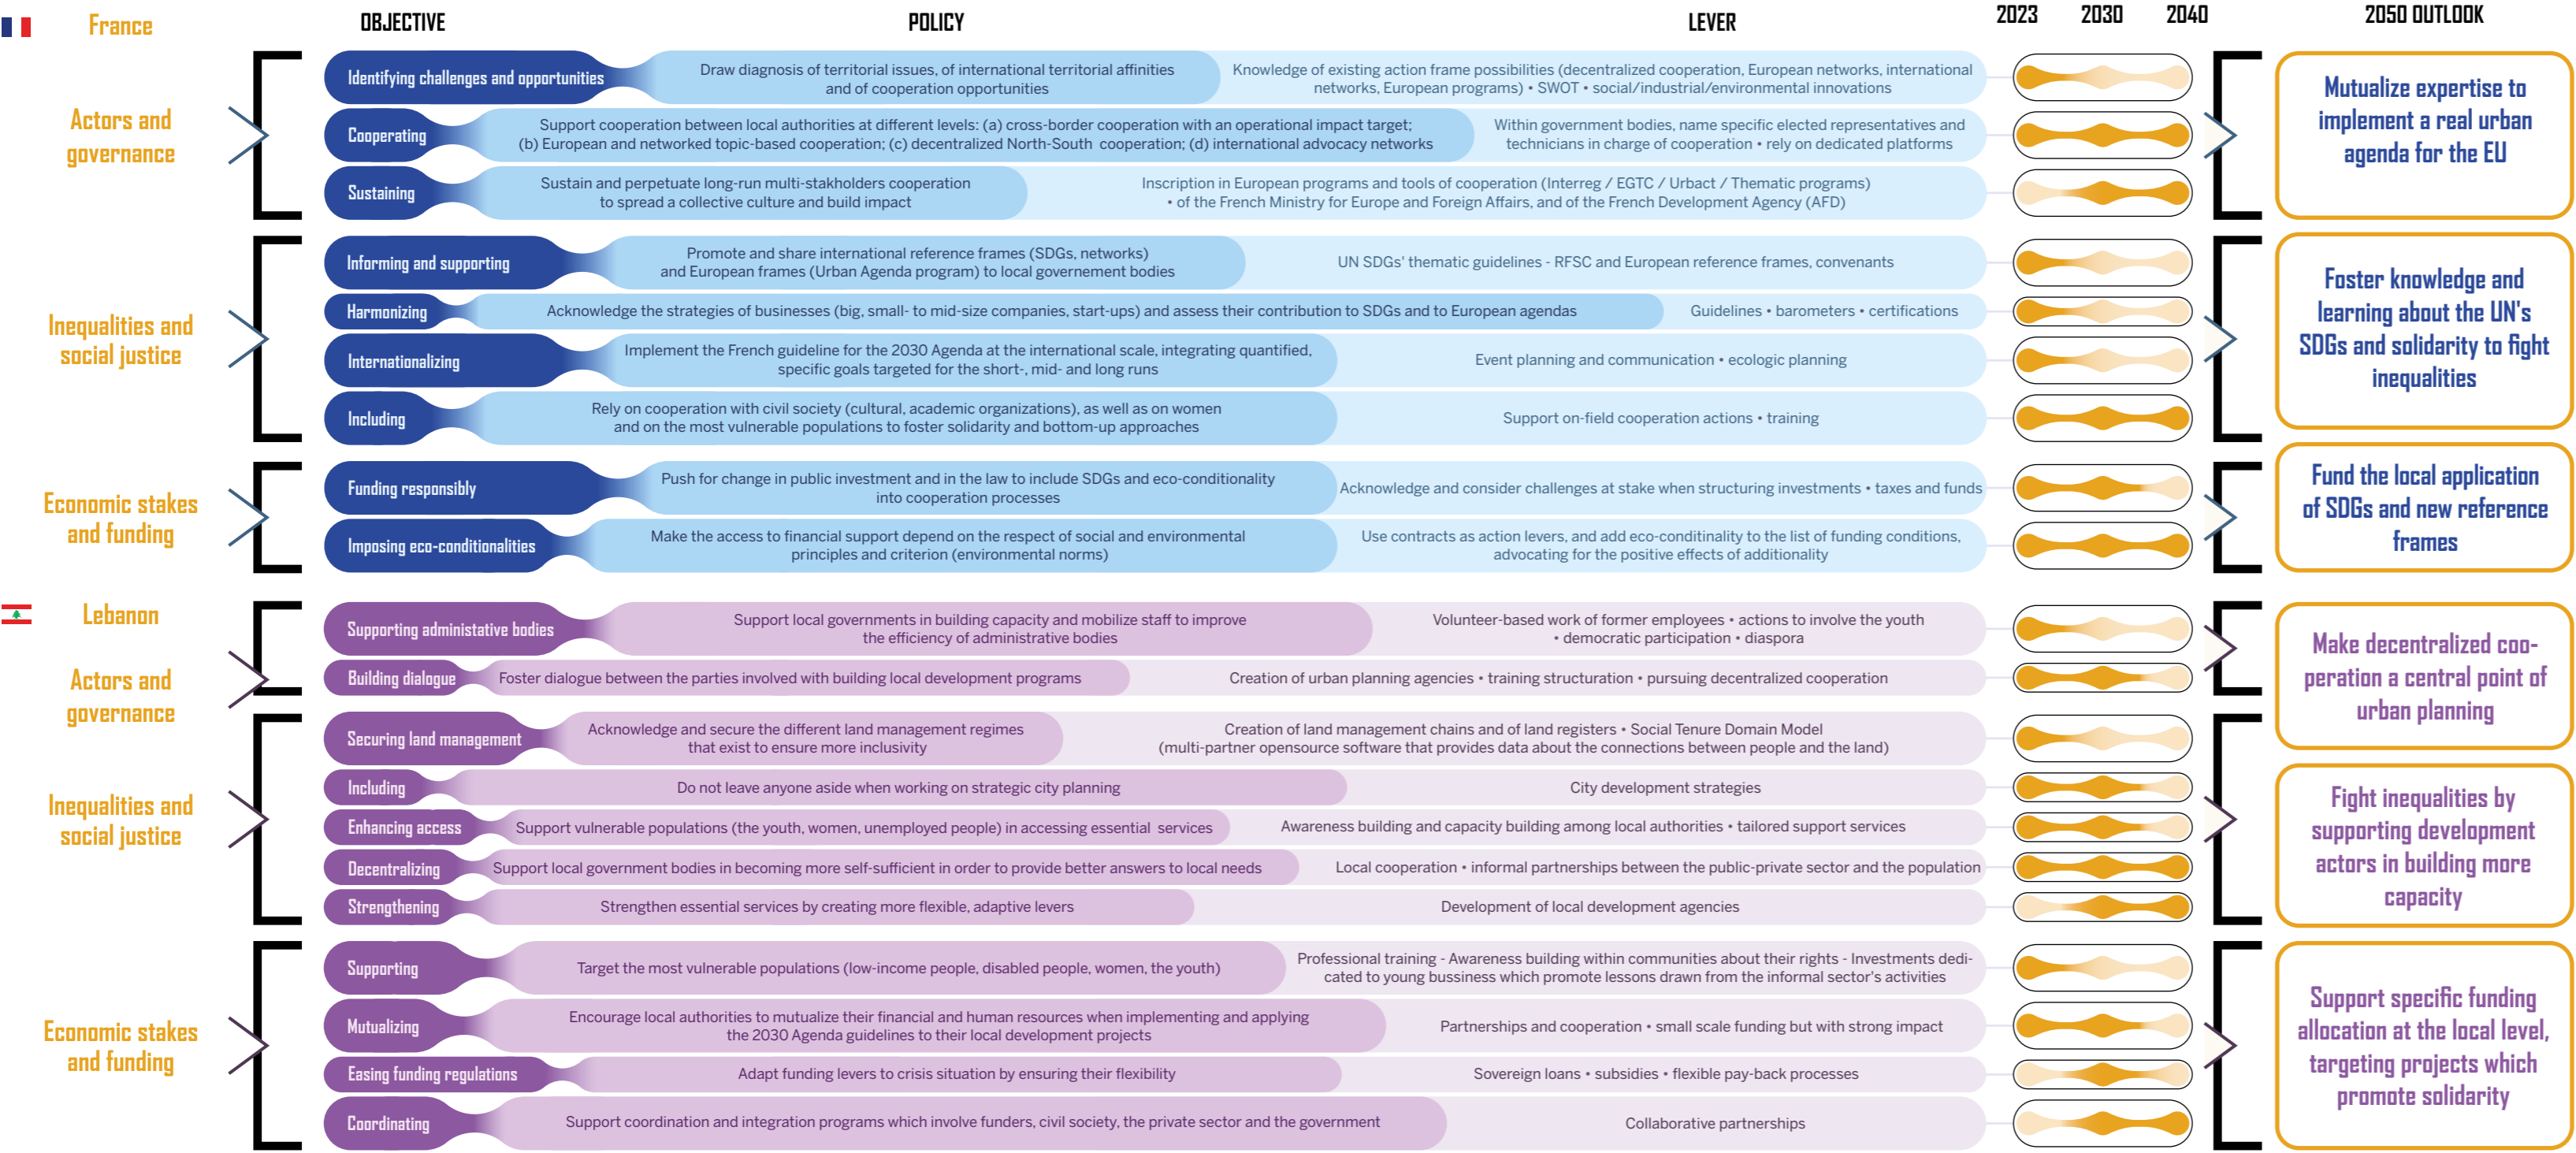 France
OBJECTIVE
POLICY
LEVER
2023
2030
2040
2050 OUTLOOK
Actors and
governance
Identifying challenges and opportunities
Draw diagnosis of territorial issues, of international territorial affinities
and of cooperation opportunities
Knowledge of existing action frame possibilities (decentralized cooperation, European networks, international
networks, European programs) • SWOT • social/industrial/environmental innovations
Cooperating
Support cooperation between local authorities at different levels: (a) cross-border cooperation with an operational impact target;
(b) European and networked topic-based cooperation; (c) decentralized North-South cooperation; (d) international advocacy networks
Within government bodies, name specific elected representatives and
technicians in charge of cooperation • rely on dedicated platforms
Sustaining
Sustain and perpetuate long-run multi-stakholders cooperation
to spread a collective culture and build impact
Inscription in European programs and tools of cooperation (Interreg / EGTC / Urbact / Thematic programs)
• of the French Ministry for Europe and Foreign Affairs, and of the French Development Agency (AFD)
Mutualize expertise to
implement a real urban
agenda for the EU
Inequalities and
social justice
Informing and supporting
Promote and share international reference frames (SDGs, networks)
and European frames (Urban Agenda program) to local governement bodies
UN SDGs' thematic guidelines - RFSC and European reference frames, convenants
Harmonizing
Acknowledge the strategies of businesses (big, small- to mid-size companies, start-ups) and assess their contribution to SDGs and to European agendas
Guidelines • barometers • certifications
Internationalizing
Implement the French guideline for the 2030 Agenda at the international scale, integrating quantified,
specific goals targeted for the short-, mid- and long runs
Event planning and communication • ecologic planning
Including
Rely on cooperation with civil society (cultural, academic organizations), as well as on women
and on the most vulnerable populations to foster solidarity and bottom-up approaches
Support on-field cooperation actions • training
Foster knowledge and
learning about the UN's
SDGs and solidarity to fight
inequalities
Economic stakes
and funding
Funding responsibly
Push for change in public investment and in the law to include SDGs and eco-conditionality
into cooperation processes
Acknowledge and consider challenges at stake when structuring investments • taxes and funds
Imposing eco-conditionalities
Make the access to financial support depend on the respect of social and environmental
principles and criterion (environmental norms)
Use contracts as action levers, and add eco-conditinality to the list of funding conditions,
advocating for the positive effects of additionality
Fund the local application
of SDGs and new reference
frames
Lebanon
Actors and
governance
Supporting administative bodies
Support local governments in building capacity and mobilize staff to improve
the efficiency of administrative bodies
Volunteer-based work of former employees • actions to involve the youth
• democratic participation • diaspora
Building dialogue
Foster dialogue between the parties involved with building local development programs
Creation of urban planning agencies • training structuration • pursuing decentralized cooperation
Make decentralized coo-
peration a central point of
urban planning
Inequalities and
social justice
Securing land management
Acknowledge and secure the different land management regimes
that exist to ensure more inclusivity
Creation of land management chains and of land registers • Social Tenure Domain Model
(multi-partner opensource software that provides data about the connections between people and the land)
Including
Do not leave anyone aside when working on strategic city planning
City development strategies
Enhancing access
Support vulnerable populations (the youth, women, unemployed people) in accessing essential services
Awareness building and capacity building among local authorities • tailored support services
Decentralizing
Support local government bodies in becoming more self-sufficient in order to provide better answers to local needs
Local cooperation • informal partnerships between the public-private sector and the population
Strengthening
Strengthen essential services by creating more flexible, adaptive levers
Development of local development agencies
Fight inequalities by
supporting development
actors in building more
capacity
Economic stakes
and funding
Supporting
Target the most vulnerable populations (low-income people, disabled people, women, the youth)
Professional training - Awareness building within communities about their rights - Investments dedi-
cated to young bussiness which promote lessons drawn from the informal sector's activities
Mutualizing
Encourage local authorities to mutualize their financial and human resources when implementing and applying
the 2030 Agenda guidelines to their local development projects
Partnerships and cooperation • small scale funding but with strong impact
Easing funding regulations
Adapt funding levers to crisis situation by ensuring their flexibility
Sovereign loans • subsidies • flexible pay-back processes
Coordinating
Support coordination and integration programs which involve funders, civil society, the private sector and the government
Collaborative partnerships
Support specific funding
allocation at the local level,
targeting projects which
promote solidarity